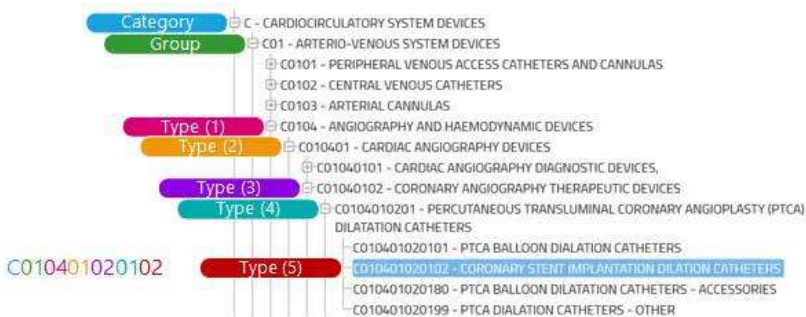 Category C - CARDIOCIRCULATORY SYSTEM DEVICES
Group C01 - ARTERIO-VENOUS SYSTEM DEVICES
C0101 - PERIPHERAL VENOUS ACCESS CATHETERS AND CANNULAS
C0102 - CENTRAL VENOUS CATHETERS
C0103 - ARTERIAL CANNULAS
Type (1) C0104 - ANGIOGRAPHY AND HAEMODYNAMIC DEVICES
Type (2) C010401 - CARDIAC ANGIOGRAPHY DEVICES
C01040101 - CARDIAC ANGIOGRAPHY DIAGNOSTIC DEVICES,
Type (3) C01040102 - CORONARY ANGIOGRAPHY THERAPEUTIC DEVICES
Type (4) C0104010201 - PERCUTANEOUS TRANSLUMINAL CORONARY ANGIOPLASTY (PTCA)
DILATATION CATHETERS
C010401020101 - PTCA BALLOON DIALATION CATHETERS
C010401020102 Type (5) C010401020102 - CORONARY STENT IMPLANTATION DILATION CATHETERS
C010401020180 - PTCA BALLOON DILATATION CATHETERS - ACCESSORIES
C010401020199 - PTCA DIALATION CATHETERS - OTHER